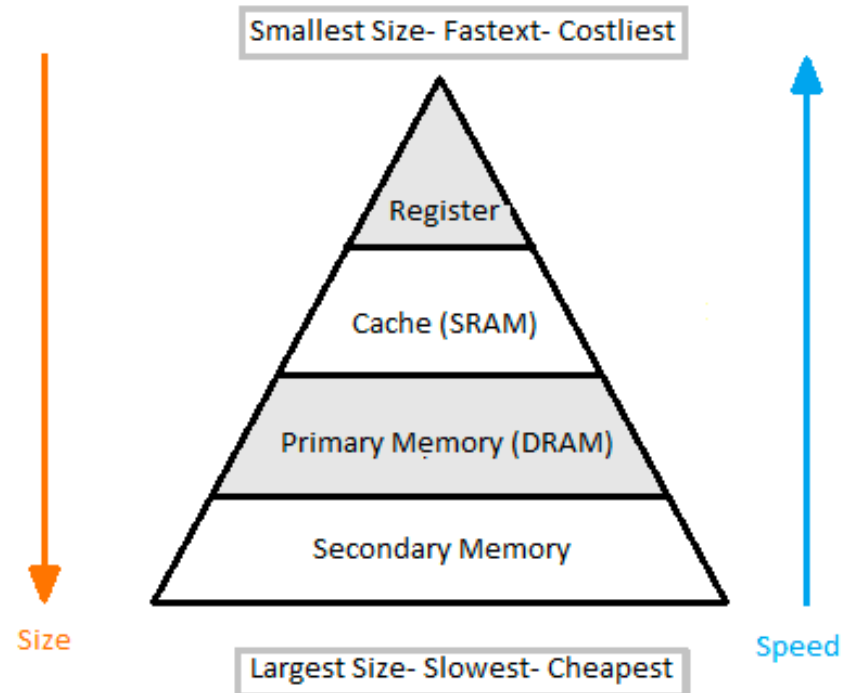 Smallest Size- Fastext- Costliest
Register
Cache (SRAM)
Primary Memory (DRAM)
Secondary Memory
Size
Speed
Largest Size- Slowest- Cheapest